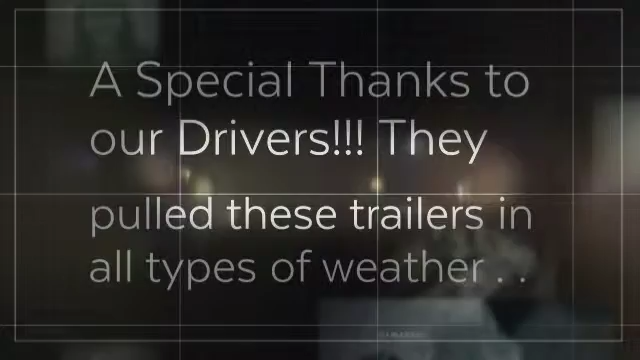 A Special Thanks to
our Drivers!!! They
pulled these trailers in
all types of weather . .